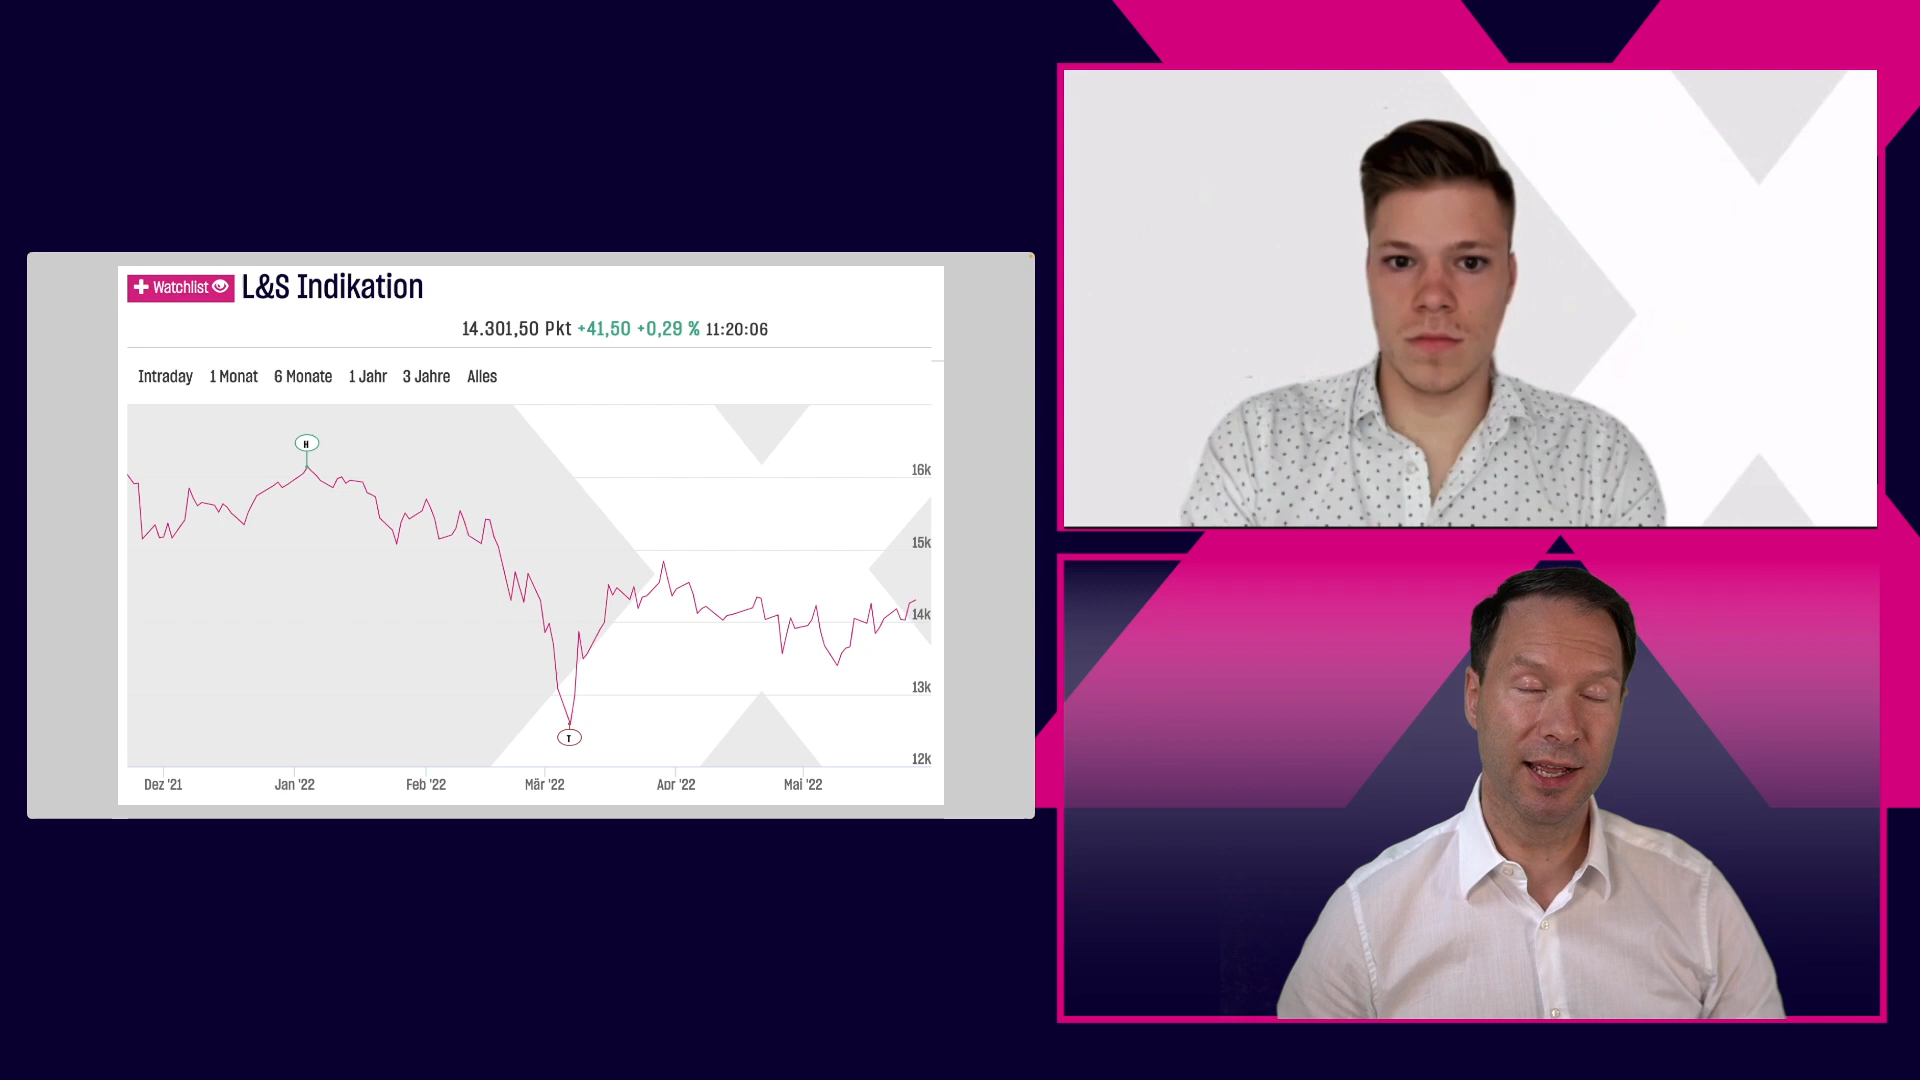 Watchlist L&S Indikation
14.301,50 Pkt +41,50 +0,29 % 11:20:06
Intraday 1 Monat 6 Monate 1 Jahr 3 Jahre Alles
H
16k
15k
14k
13k
T
12k
Dez '21 Jan '22 Feb '22 Mär '22 Apr '22 Mai '22